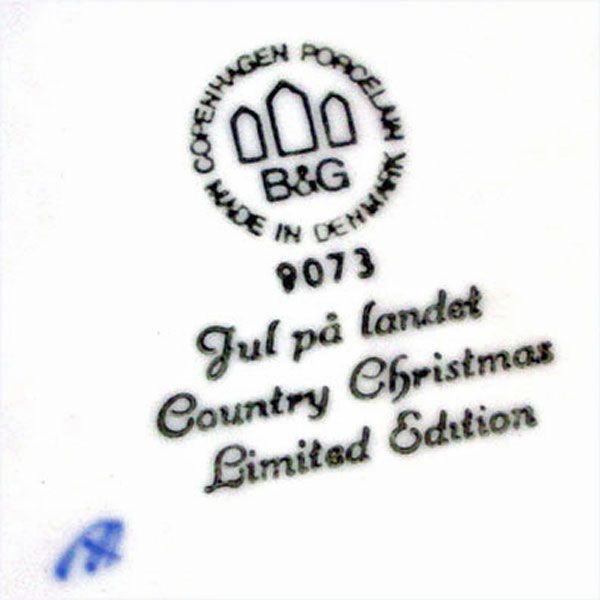 COPENHAGEN PORCELAIN
B&G
MADE IN DENMARK
9073
Jul på landet
Country Christmas
Limited Edition